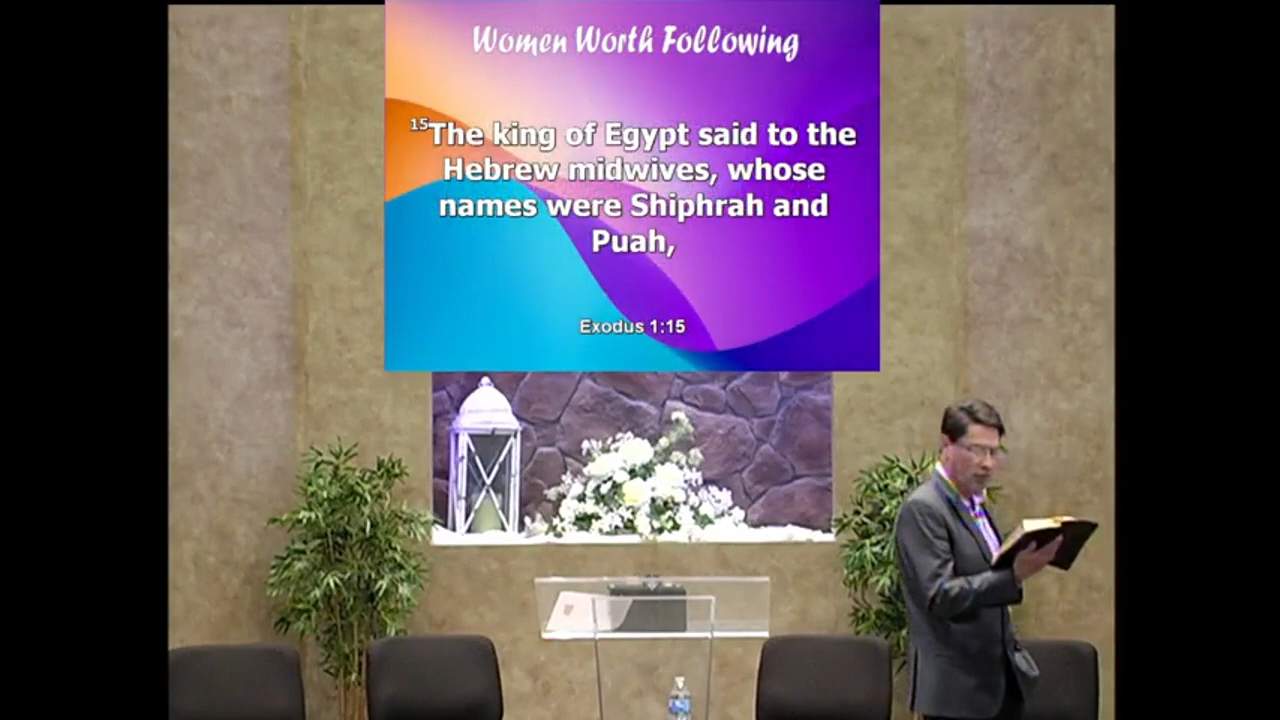 Women Worth Following
15The king of Egypt said to the
Hebrew midwives, whose
names were Shiphrah and
Puah,
Exodus 1:15